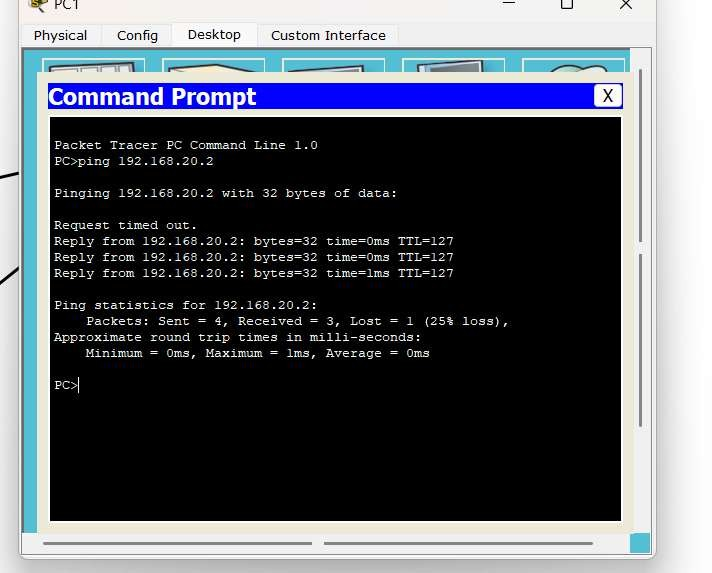 PC1
Physical Config Desktop Custom Interface
Command Prompt X
Packet Tracer PC Command Line 1.0
PC>ping 192.168.20.2
Pinging 192.168.20.2 with 32 bytes of data:
Request timed out.
Reply from 192.168.20.2: bytes=32 time=0ms TTL=127
Reply from 192.168.20.2: bytes=32 time=0ms TTL=127
Reply from 192.168.20.2: bytes=32 time=1ms TTL=127
Ping statistics for 192.168.20.2:
Packets: Sent = 4, Received = 3, Lost = 1 (25% loss),
Approximate round trip times in milli-seconds:
Minimum = 0ms, Maximum = 1ms, Average = 0ms
PC>